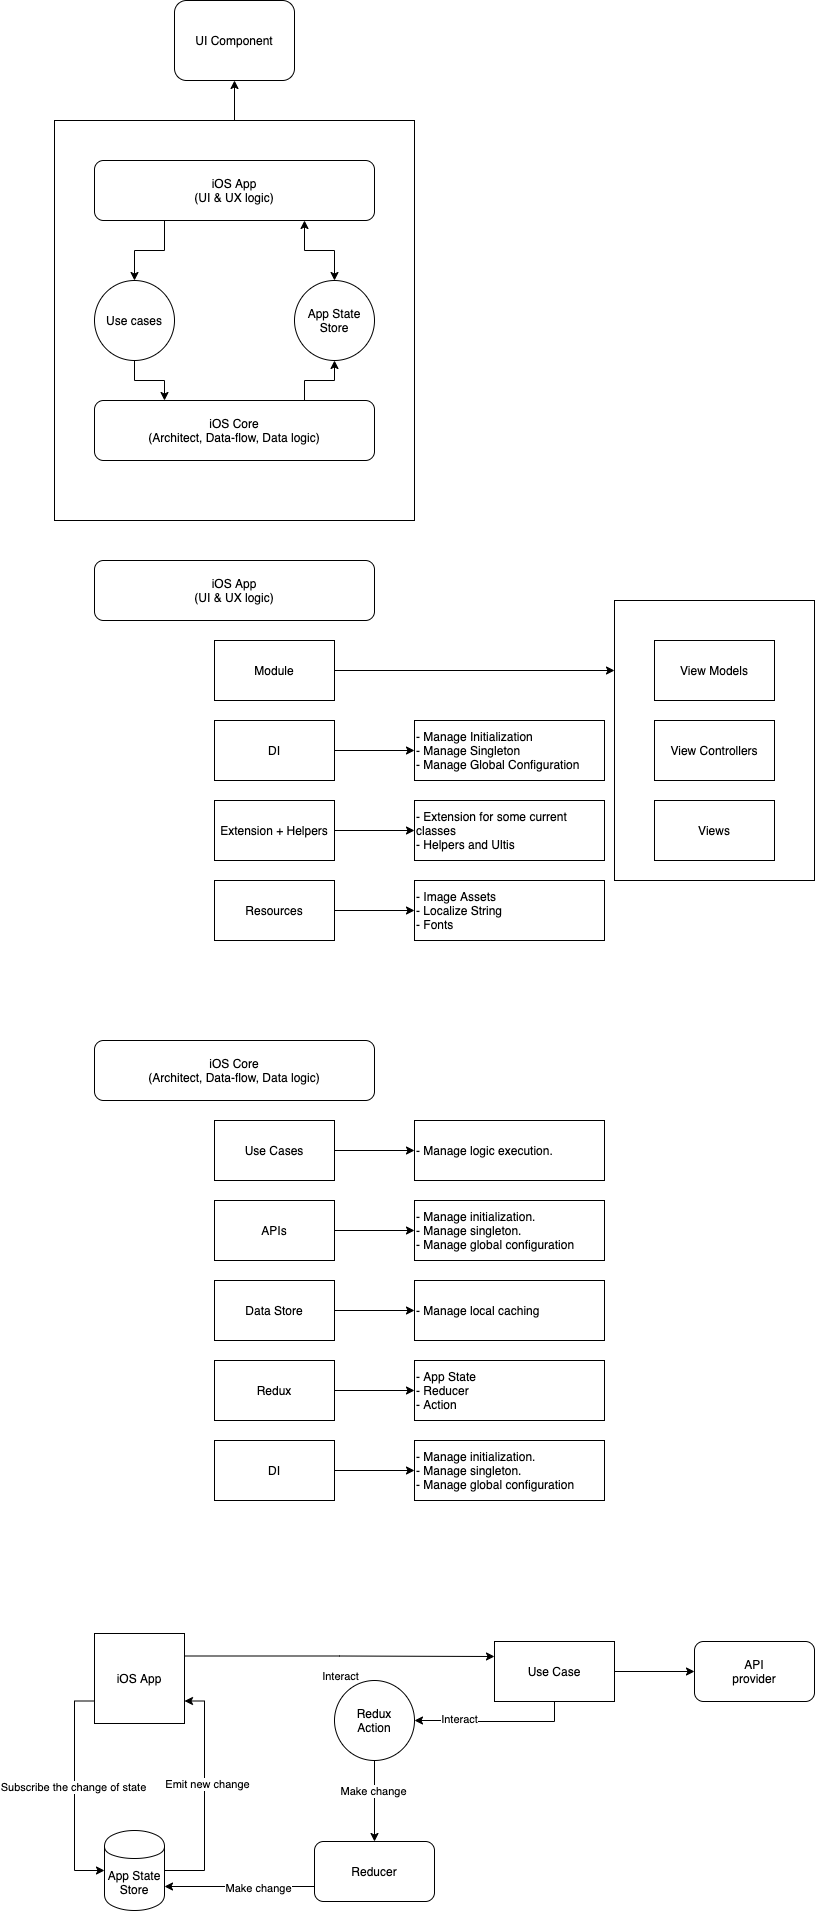 UI Component
iOS App
(UI & UX logic)
Use cases
App State
Store
iOS Core
(Architect, Data-flow, Data logic)
iOS App
(UI & UX logic)
Module
View Models
DI
- Manage Initialization
- Manage Singleton
- Manage Global Configuration
View Controllers
Extension + Helpers
- Extension for some current
classes
- Helpers and Ultis
Views
Resources
- Image Assets
- Localize String
- Fonts
iOS Core
(Architect, Data-flow, Data logic)
Use Cases
- Manage logic execution.
APIs
- Manage initialization.
- Manage singleton.
- Manage global configuration
Data Store
- Manage local caching
Redux
- App State
- Reducer
- Action
DI
- Manage initialization.
- Manage singleton.
- Manage global configuration
iOS App
Interact
Use Case
API
provider
Redux
Action
Interact
Subscribe the change of state
Emit new change
Make change
App State
Store
Make change
Reducer